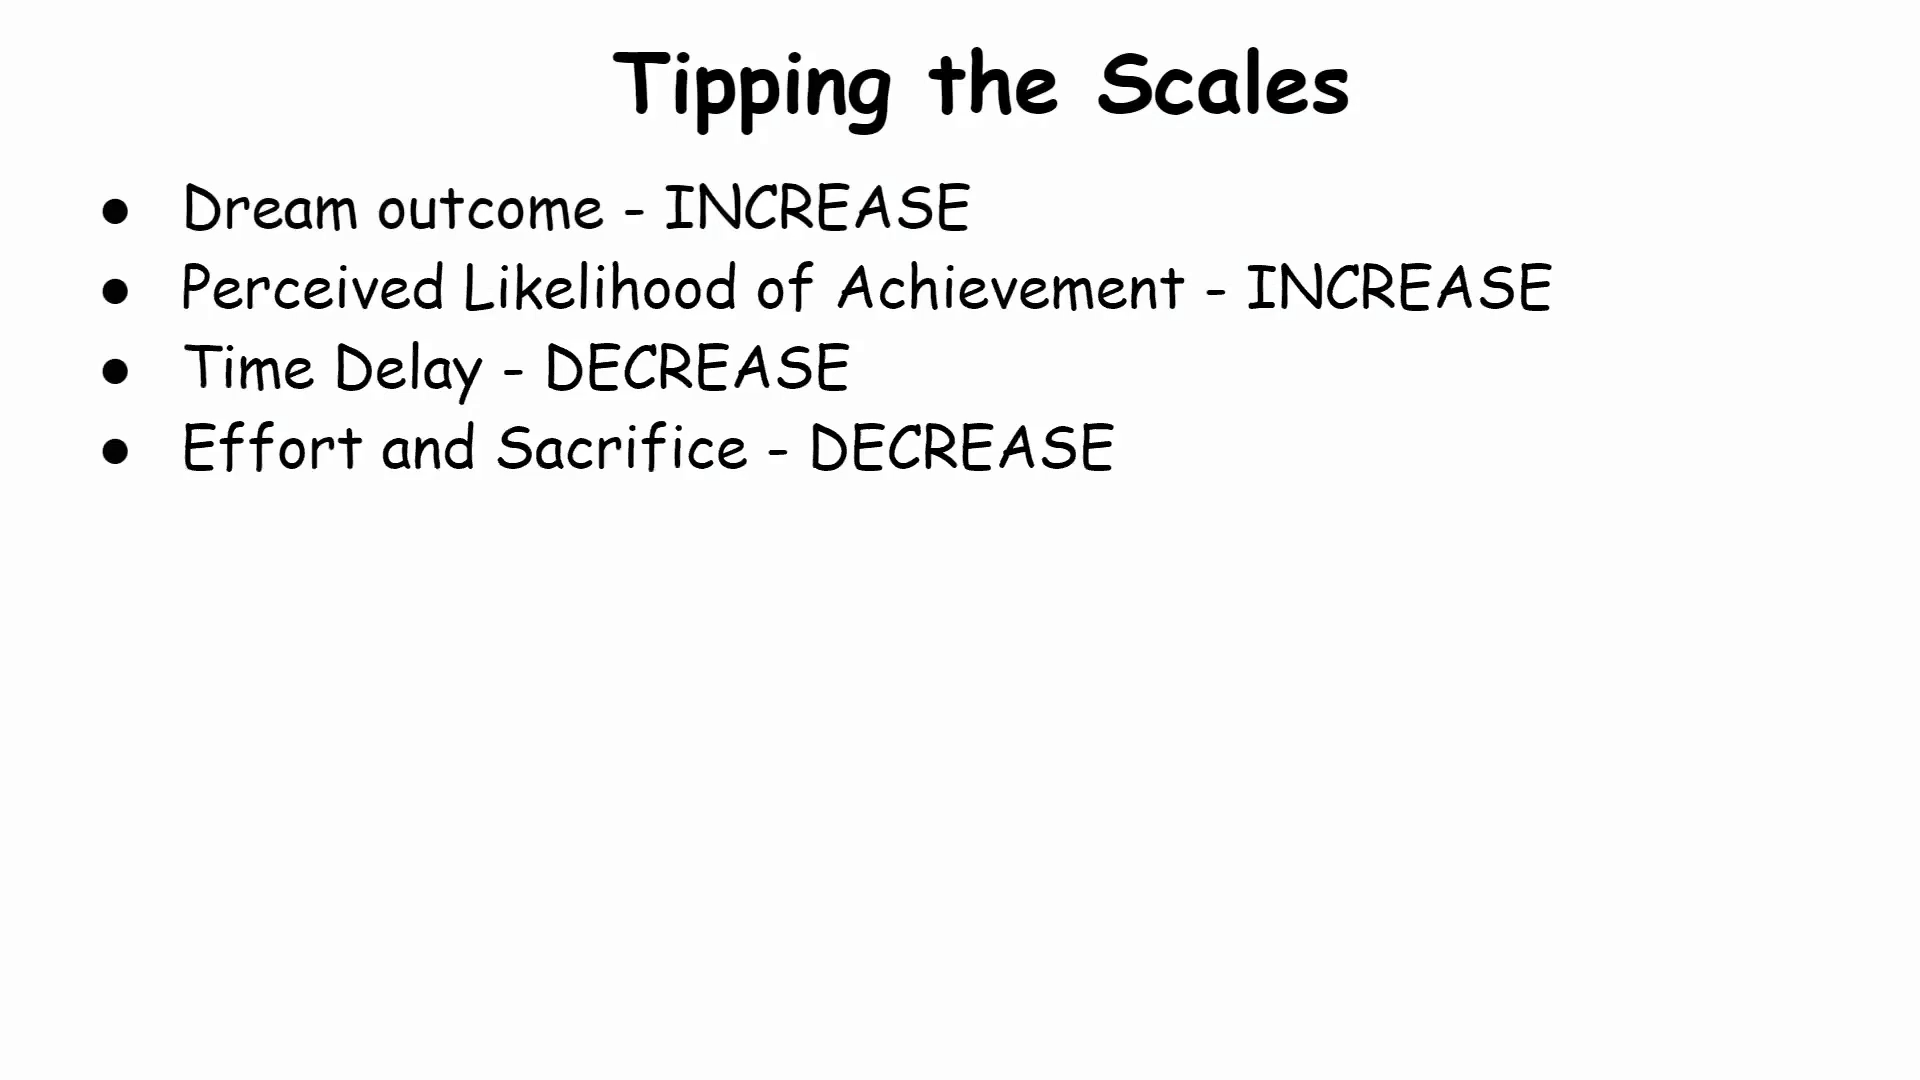 Tipping the Scales
● Dream outcome - INCREASE
● Perceived Likelihood of Achievement - INCREASE
● Time Delay - DECREASE
● Effort and Sacrifice - DECREASE